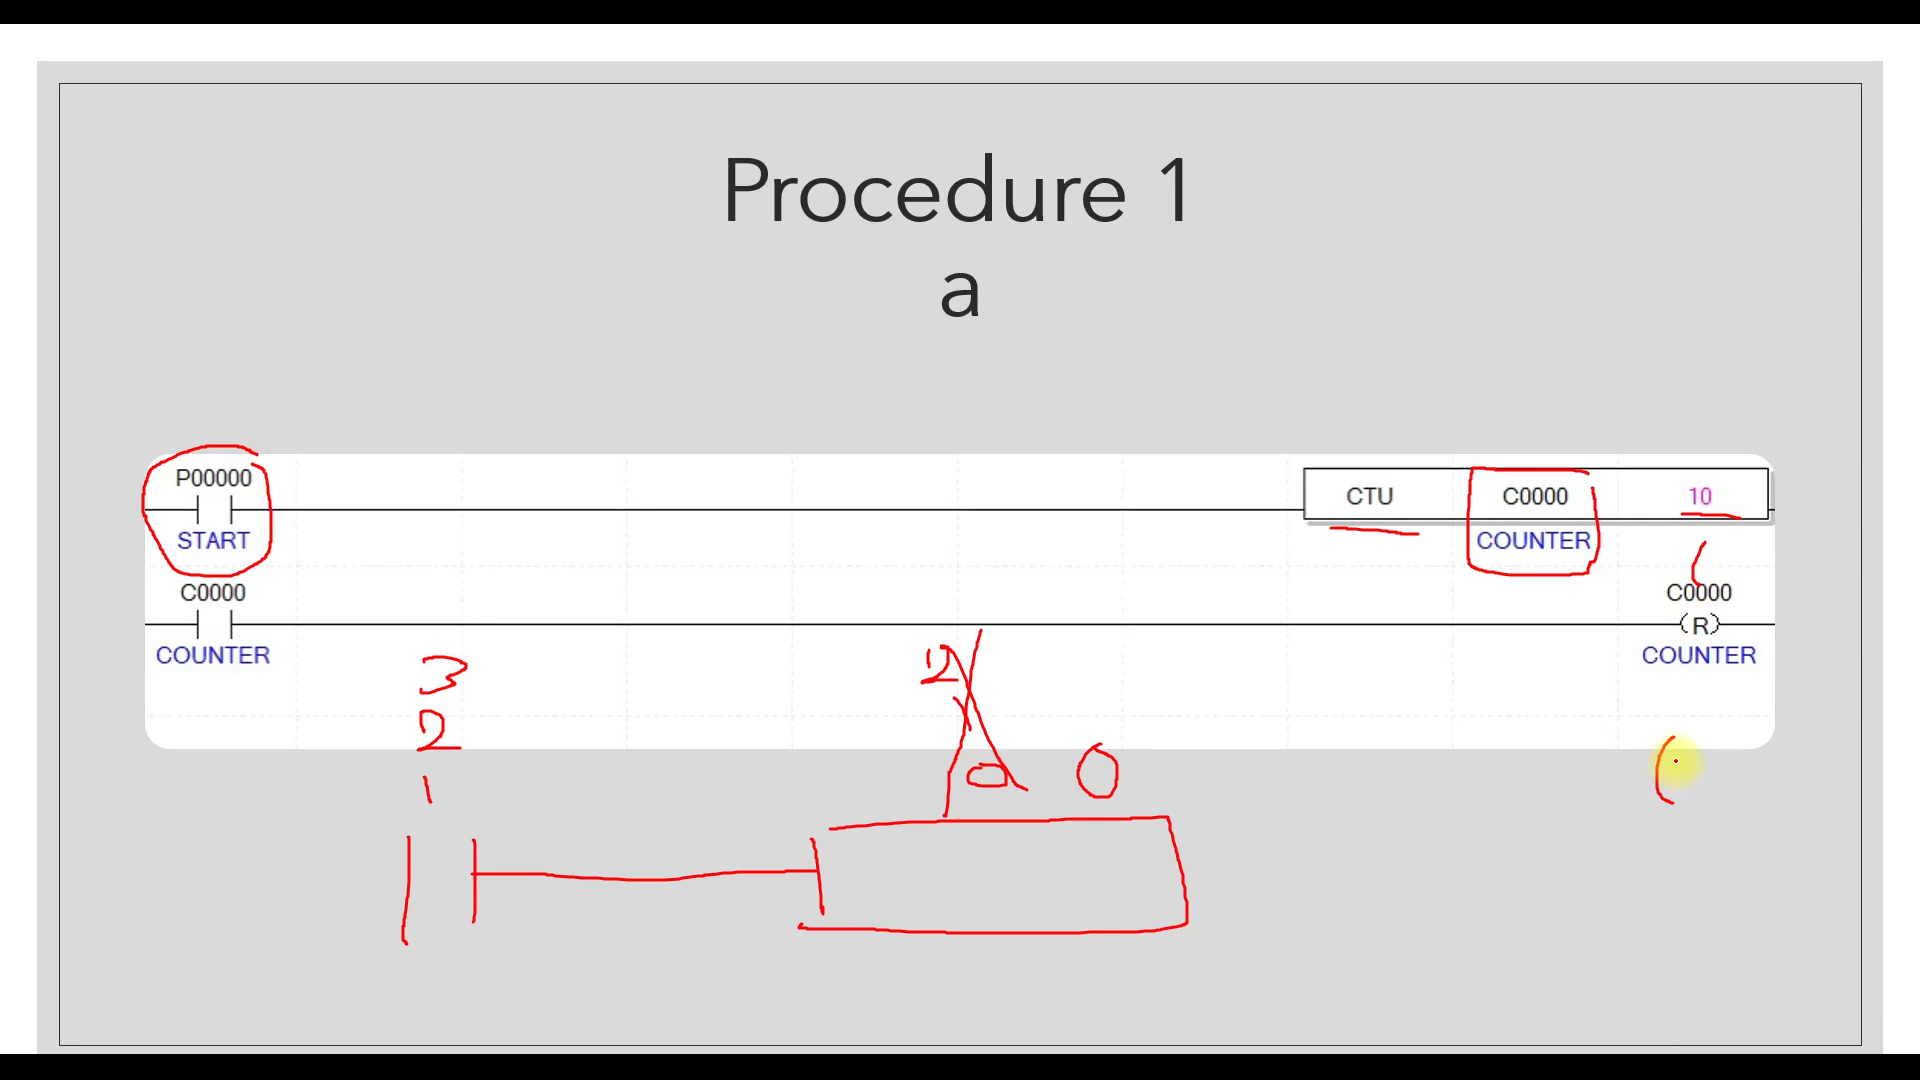 Procedure 1
a
P00000
START
CTU C0000 10
COUNTER
C0000
COUNTER
C0000
(R)
COUNTER
3
2
1
2
0